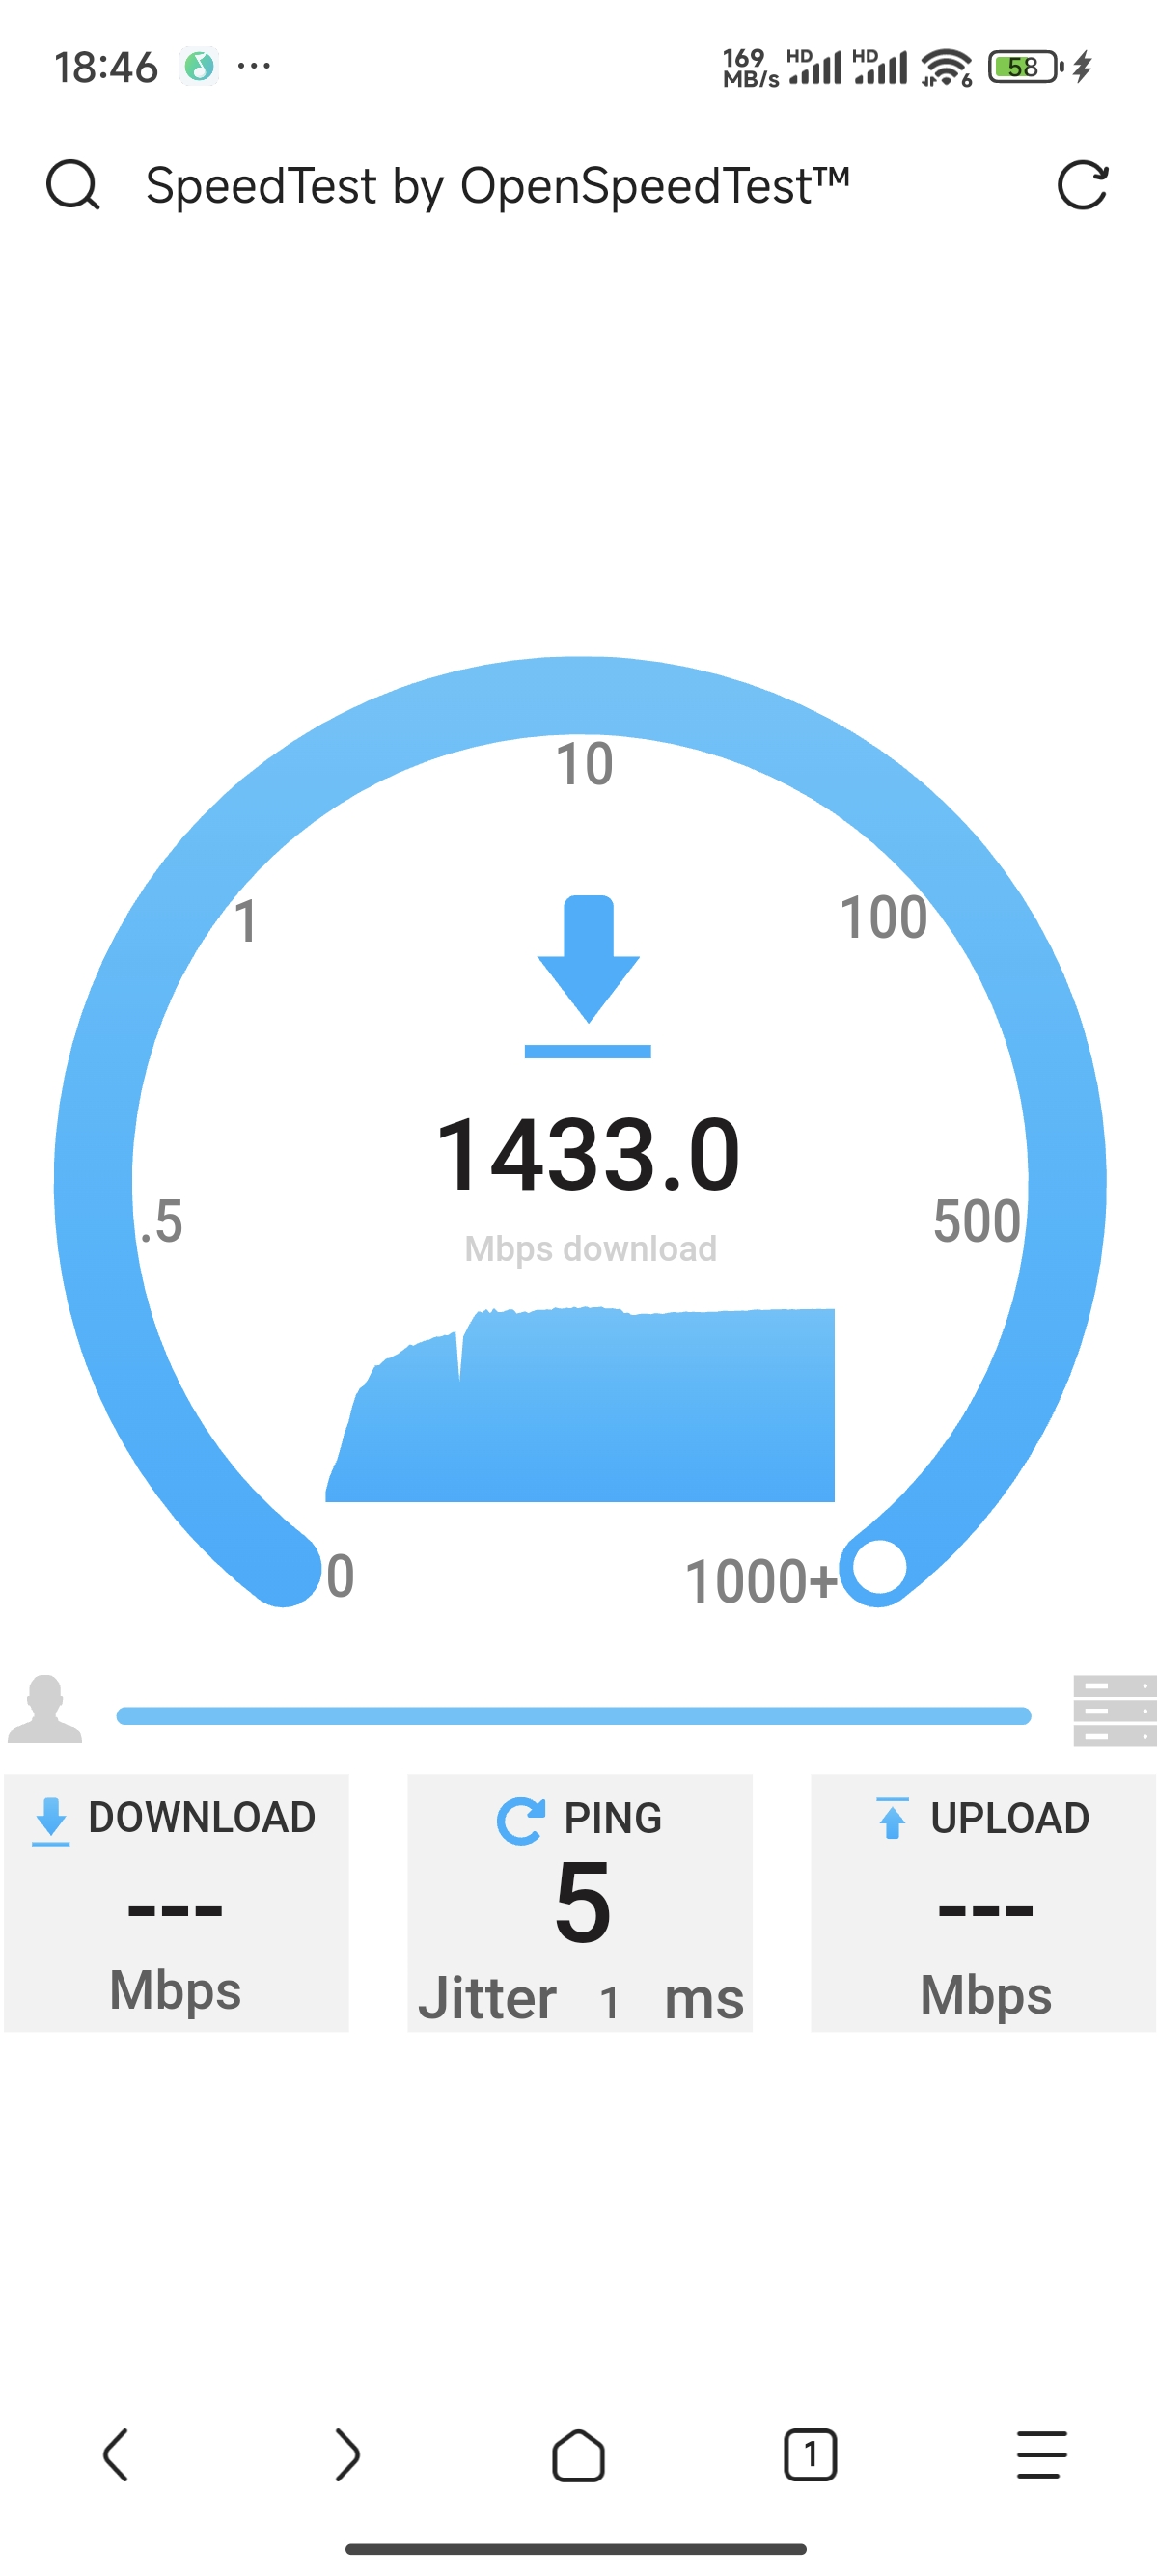 18:46 ... 169 MB/s HD HD 6 58
SpeedTest by OpenSpeedTest™
10
1 100
1433.0
.5 500
Mbps download
0 1000+
DOWNLOAD PING UPLOAD
--- 5 ---
Mbps Jitter 1 ms Mbps
1